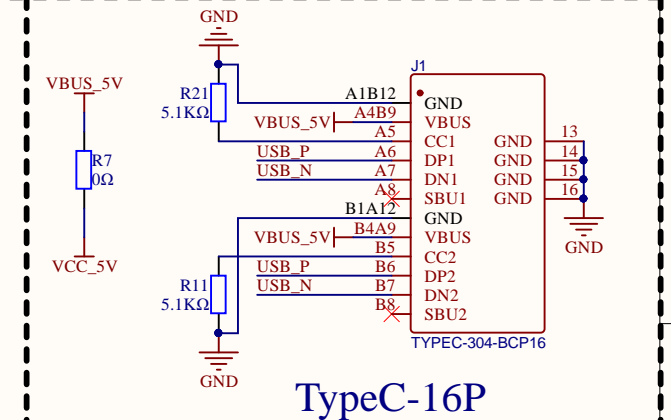 GND
J1
VBUS_5V
R21
5.1KΩ
A1B12
GND
VBUS_5V
A4B9
VBUS
A5
CC1
GND
13
USB_P
A6
DP1
GND
14
R7
0Ω
USB_N
A7
DN1
GND
15
A8
SBU1
GND
16
B1A12
GND
VBUS_5V
B4A9
VBUS
GND
VCC_5V
B5
CC2
USB_P
B6
DP2
R11
5.1KΩ
USB_N
B7
DN2
B8
SBU2
TYPEC-304-BCP16
GND
TypeC-16P